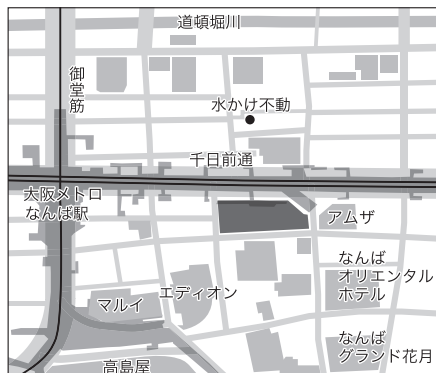 道頓堀川
御堂筋
水かけ不動
千日前通
大阪メトロ
なんば駅
アムザ
なんば
オリエンタル
ホテル
エディオン
マルイ
なんば
グランド花月
高島屋